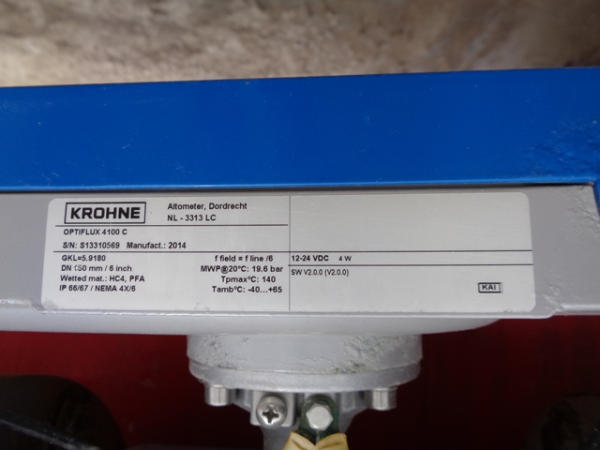 KROHNE
Altometer, Dordrecht
NL - 3313 LC
OPTIFLUX 4100 C
S/N: S13310569 Manufact.: 2014
GKL=5.9180 f field = f line /6
DN 150 mm / 6 inch MWP@20°C: 19.6 bar
Wetted mat.: HC4, PFA Tpmax°C: 140
IP 66/67 / NEMA 4X/6 Tamb°C: -40...+65
12-24 VDC 4 W
SW V2.0.0 (V2.0.0)
KAI